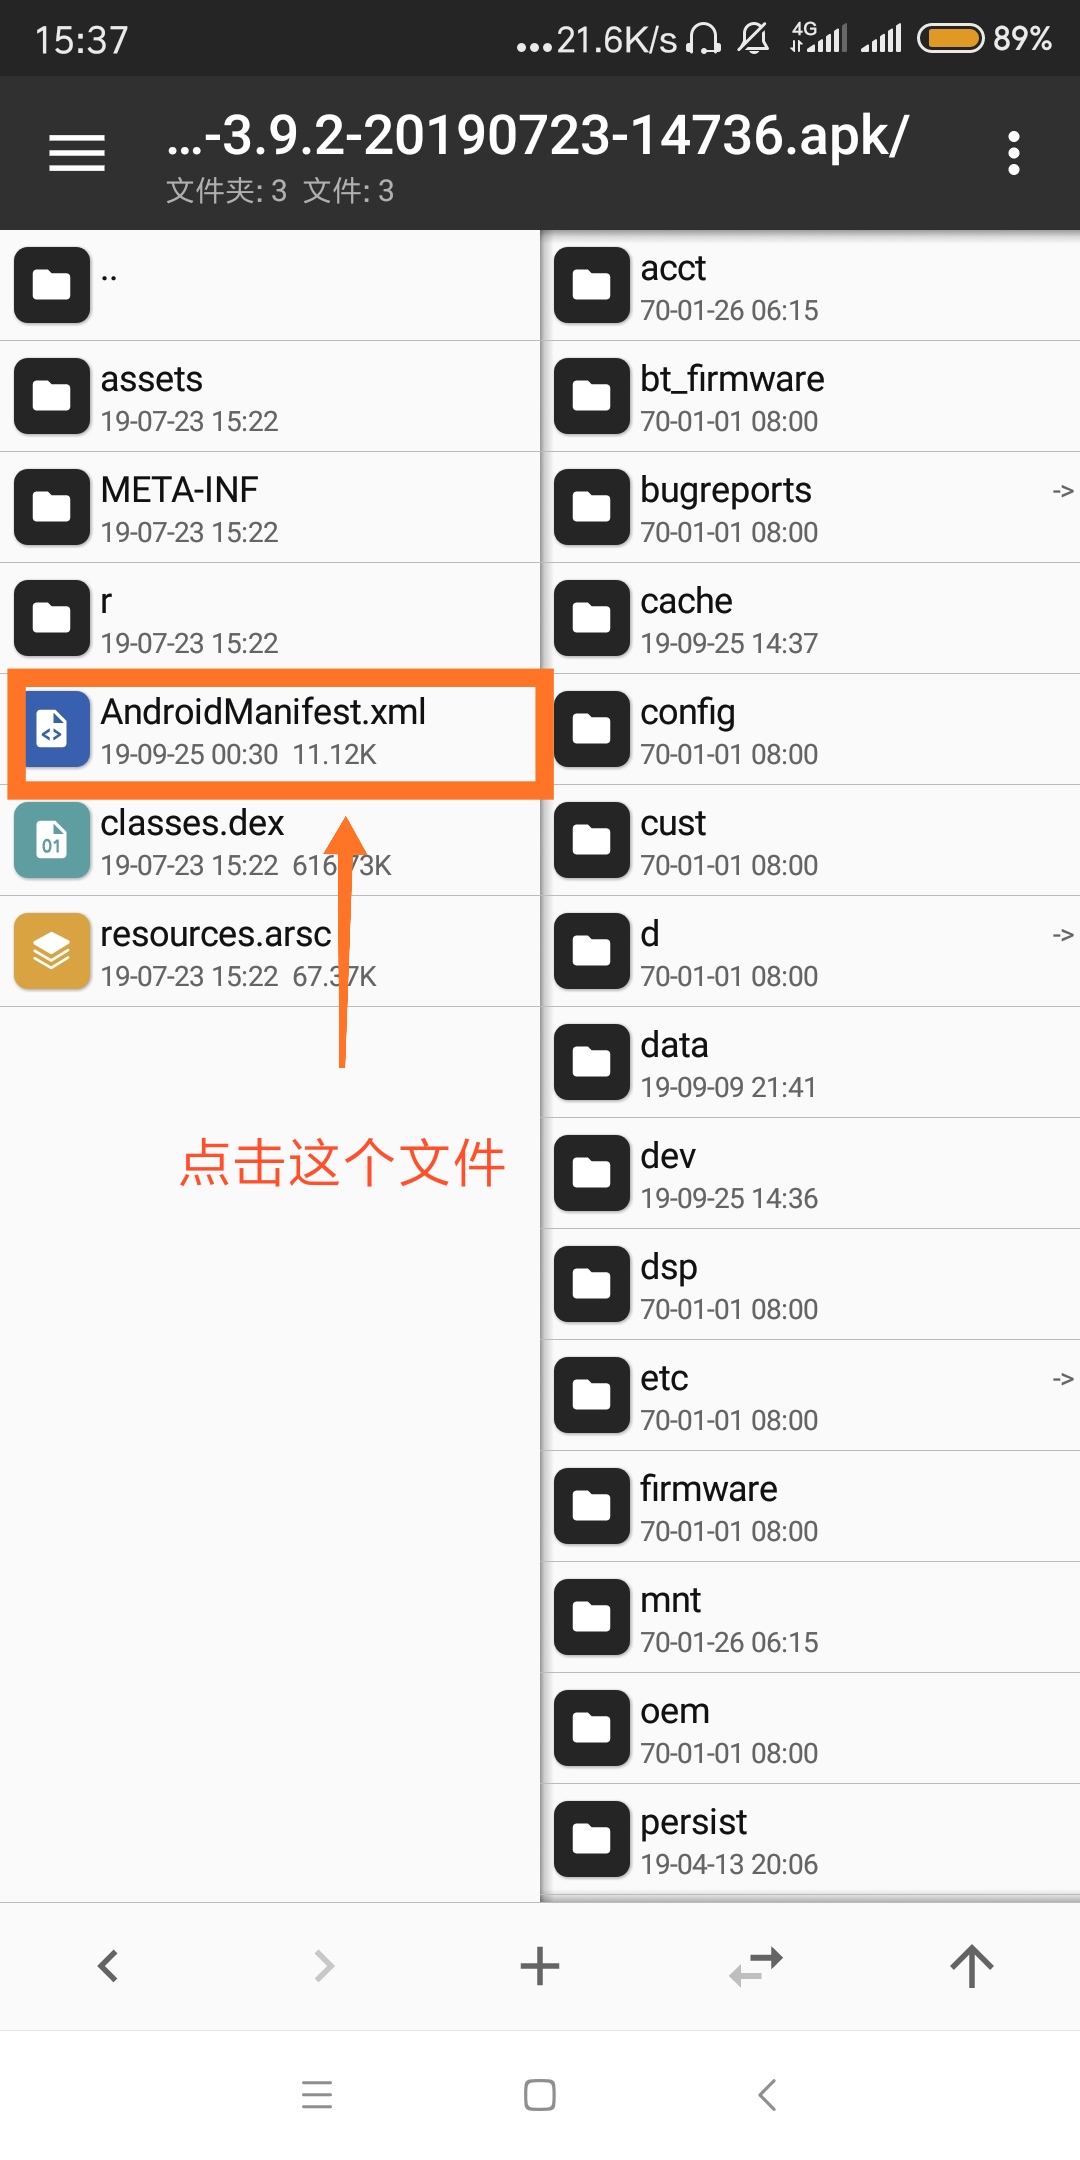 15:37
...21.6K/s 4G 89%
...-3.9.2-20190723-14736.apk/
文件夹: 3 文件: 3
..
assets
19-07-23 15:22
META-INF
19-07-23 15:22
r
19-07-23 15:22
AndroidManifest.xml
19-09-25 00:30 11.12K
classes.dex
19-07-23 15:22 616.73K
resources.arsc
19-07-23 15:22 67.37K
点击这个文件
acct
70-01-26 06:15
bt_firmware
70-01-01 08:00
bugreports ->
70-01-01 08:00
cache
19-09-25 14:37
config
70-01-01 08:00
cust
70-01-01 08:00
d ->
70-01-01 08:00
data
19-09-09 21:41
dev
19-09-25 14:36
dsp
70-01-01 08:00
etc ->
70-01-01 08:00
firmware
70-01-01 08:00
mnt
70-01-26 06:15
oem
70-01-01 08:00
persist
19-04-13 20:06